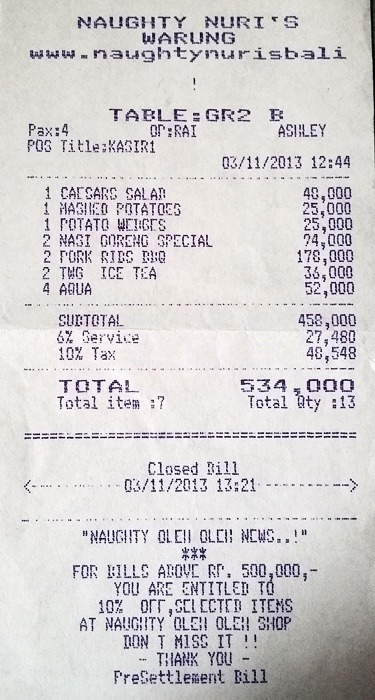 NAUGHTY NURI'S
WARUNG
www.naughtynurisbali
!
TABLE:GR2 B
Pax:4 OP:RAI ASHLEY
POS Title:KASIR1
03/11/2013 12:44
1 CAESARS SALAD 48,000
1 MASHED POTATOES 25,000
1 POTATO WEDGES 25,000
2 NASI GORENG SPECIAL 94,000
2 PORK RIBS BBQ 178,000
2 TWG ICE TEA 36,000
4 AQUA 52,000
SUBTOTAL 458,000
6% Service 27,480
10% Tax 48,548
TOTAL 534,000
Total item :7 Total Qty :13
Closed Bill
<--------- 03/11/2013 13:21 --------->
"NAUGHTY OLEH OLEH NEWS..!"
***
FOR BILLS ABOVE RP. 500,000,-
YOU ARE ENTITLED TO
10% OFF,SELECTED ITEMS
AT NAUGHTY OLEH OLEH SHOP
DON T MISS IT !!
- THANK YOU -
PreSettlement Bill